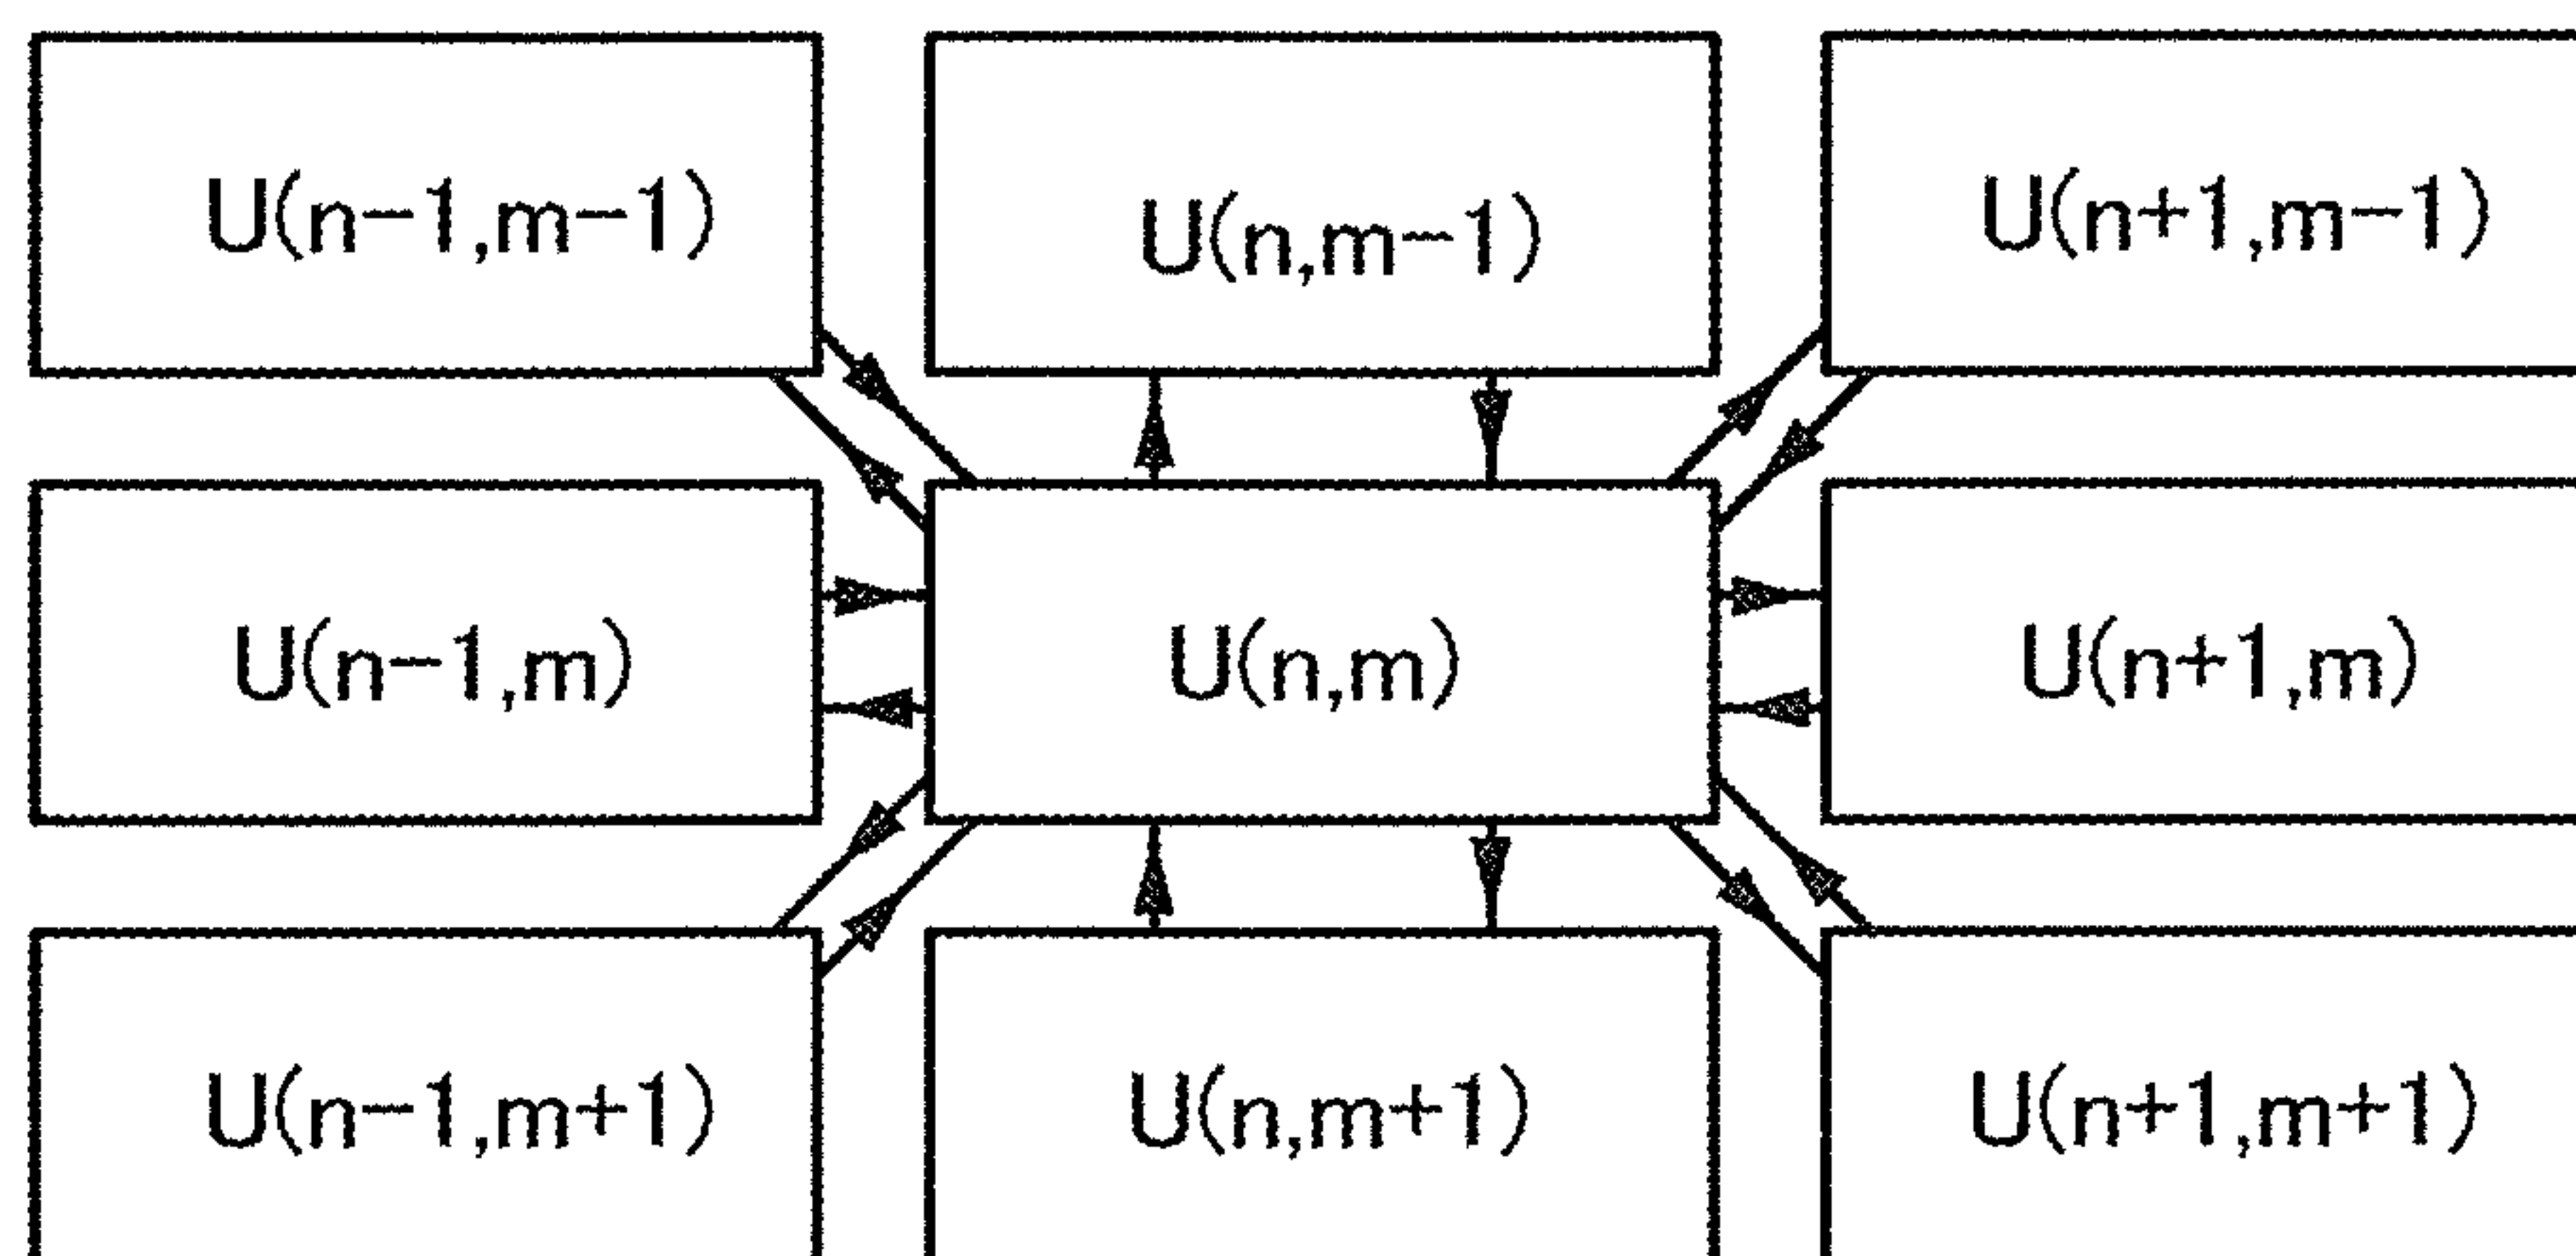 U(n-1,m-1) U(n,m-1) U(n+1,m-1)
U(n-1,m) U(n,m) U(n+1,m)
U(n-1,m+1) U(n,m+1) U(n+1,m+1)